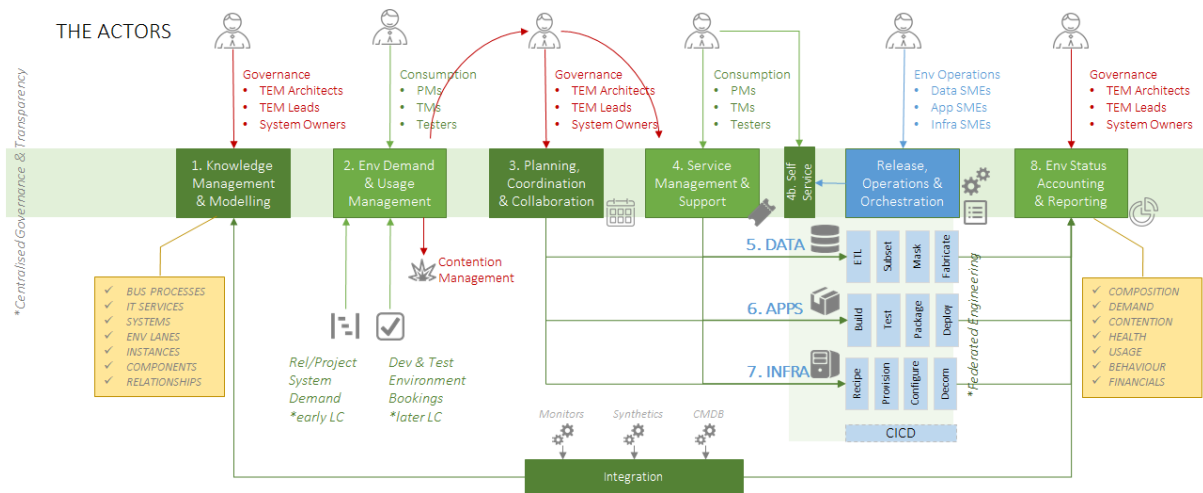 THE ACTORS
*Centralised Governance & Transparency
Governance
• TEM Architects
• TEM Leads
• System Owners
Consumption
• PMs
• TMs
• Testers
Governance
• TEM Architects
• TEM Leads
• System Owners
Consumption
• PMs
• TMs
• Testers
Env Operations
• Data SMEs
• App SMEs
• Infra SMEs
Governance
• TEM Architects
• TEM Leads
• System Owners
1. Knowledge
Management
& Modelling
2. Env Demand
& Usage
Management
3. Planning,
Coordination
& Collaboration
4. Service
Management &
Support
4b. Self
Service
Release,
Operations &
Orchestration
8. Env Status
Accounting
& Reporting
Contention
Management
✓ BUS PROCESSES
✓ IT SERVICES
✓ SYSTEMS
✓ ENV LANES
✓ INSTANCES
✓ COMPONENTS
✓ RELATIONSHIPS
Rel/Project
System
Demand
*early LC
Dev & Test
Environment
Bookings
*later LC
5. DATA
ETL
Subset
Mask
Fabricate
6. APPS
Build
Test
Package
Deploy
7. INFRA
Recipe
Provision
Configure
Decom
CICD
*Federated Engineering
✓ COMPOSITION
✓ DEMAND
✓ CONTENTION
✓ HEALTH
✓ USAGE
✓ BEHAVIOUR
✓ FINANCIALS
Monitors
Synthetics
CMDB
Integration